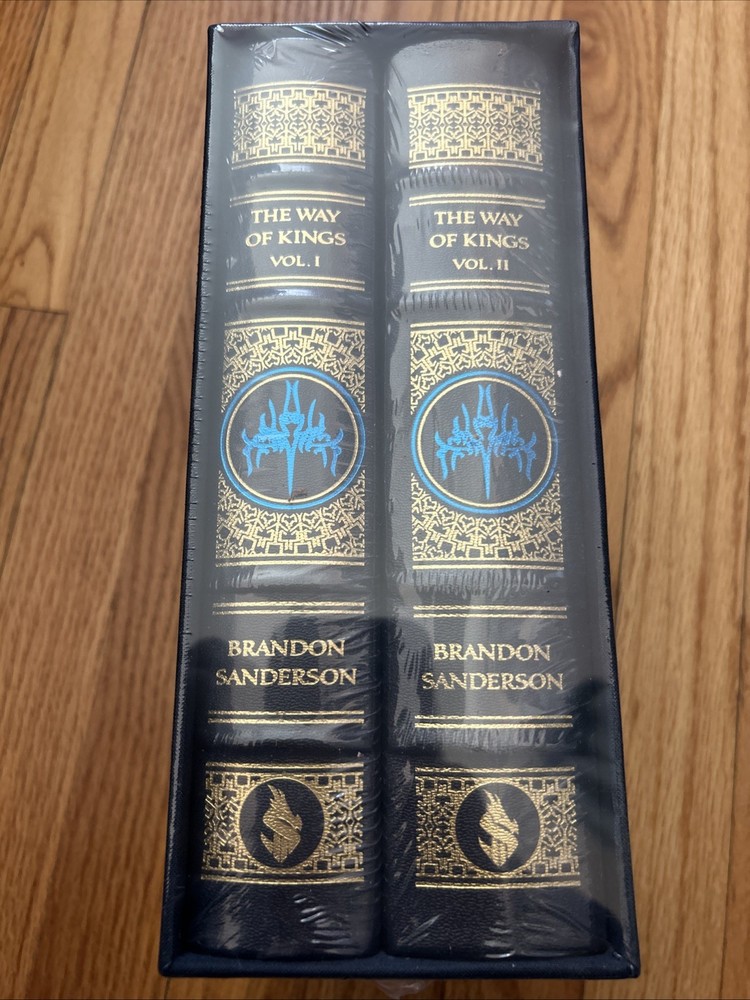 THE WAY
OF KINGS
VOL. I
BRANDON
SANDERSON
THE WAY
OF KINGS
VOL. II
BRANDON
SANDERSON